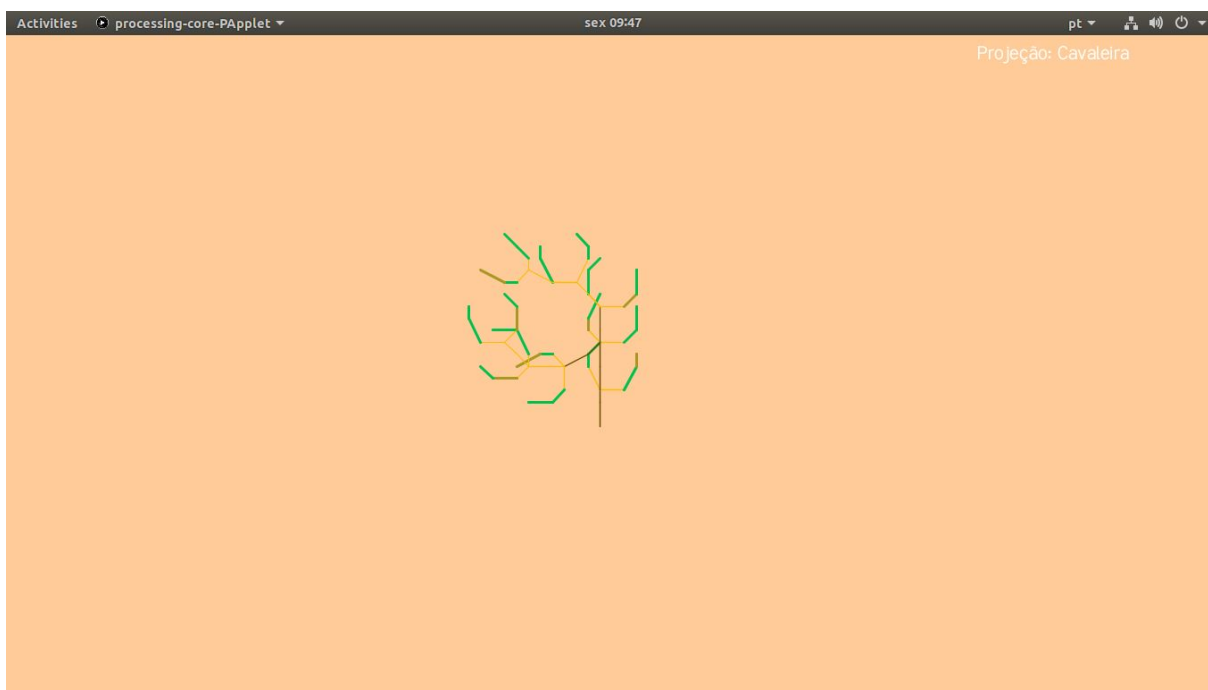 Activities processing-core-PApplet sex 09:47 pt
Projeção: Cavaleira